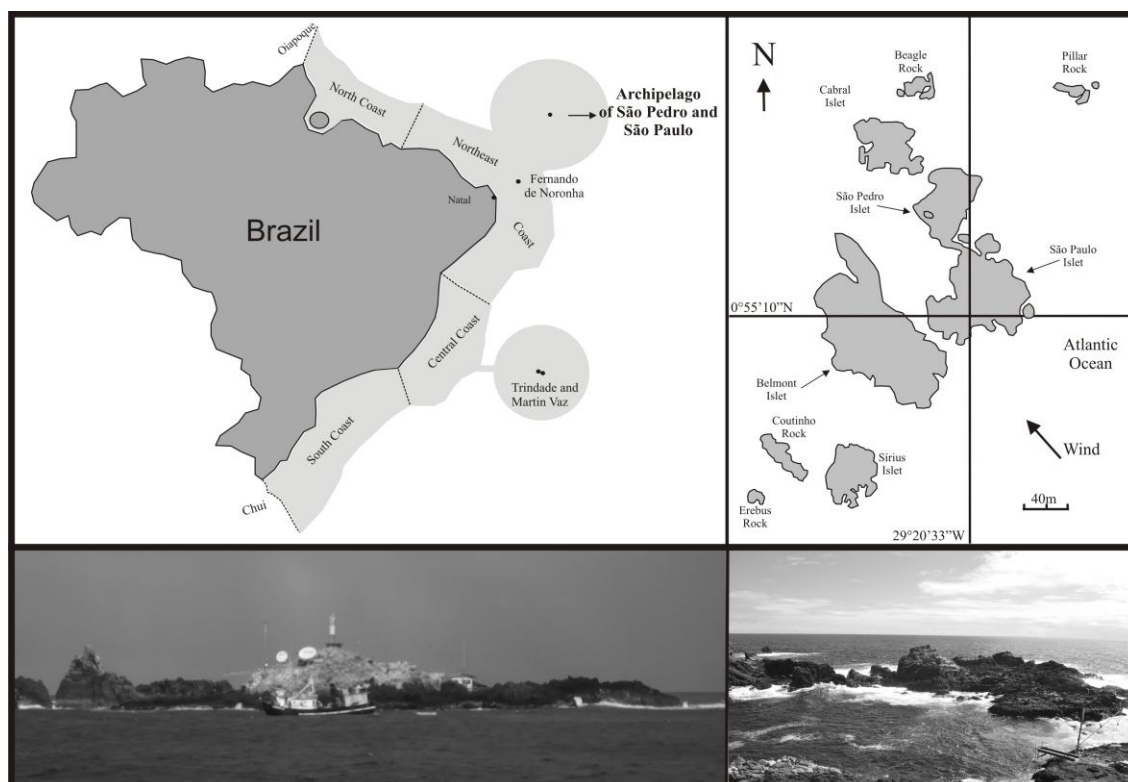 Oiapoque
North Coast
Northeast
Coast
Archipelago
of São Pedro and
São Paulo
Fernando
de Noronha
Natal
Brazil
Central Coast
Trindade and
Martin Vaz
South Coast
Chui
N
Beagle
Rock
Pillar
Rock
Cabral
Islet
São Pedro
Islet
São Paulo
Islet
0°55'10"N
Atlantic
Ocean
Belmont
Islet
Coutinho
Rock
Wind
Sirius
Islet
40m
Erebus
Rock
29°20'33"W